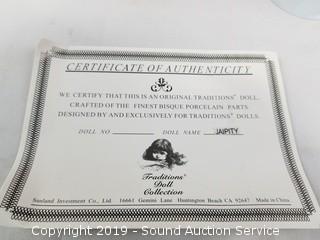 CERTIFICATE OF AUTHENTICITY
WE CERTIFY THAT THIS IS AN ORIGINAL TRADITIONS' DOLL.
CRAFTED OF THE FINEST BISQUE PORCELAIN PARTS
DESIGNED BY AND EXCLUSIVELY FOR TRADITIONS' DOLLS.
DOLL NO DOLL NAME JAIPITY
Traditions'
Doll
Collection
Sunland Investment Co., Ltd. 16661 Gemini Lane Huntington Beach CA 92647 Made in China
Copyright 2019 - Sound Auction Service